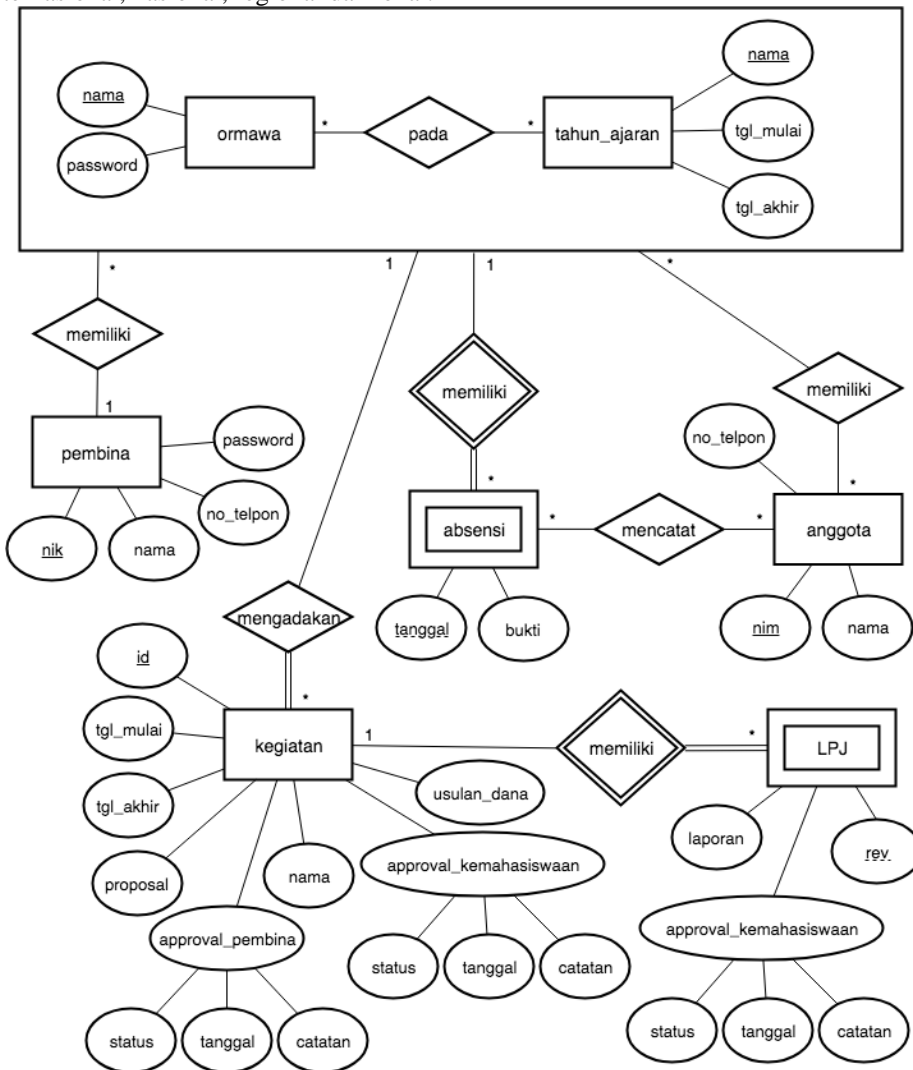 nama
password
ormawa
*
pada
*
tahun_ajaran
nama
tgl_mulai
tgl_akhir
*
1
1
*
memiliki
1
memiliki
memiliki
pembina
password
no_telpon
nik
nama
no_telpon
*
*
absensi
*
mencatat
*
anggota
tanggal
bukti
nim
nama
mengadakan
*
id
tgl_mulai
tgl_akhir
proposal
kegiatan
1
memiliki
*
LPJ
usulan_dana
nama
approval_kemahasiswaan
status
tanggal
catatan
approval_pembina
status
tanggal
catatan
laporan
rev
approval_kemahasiswaan
status
tanggal
catatan